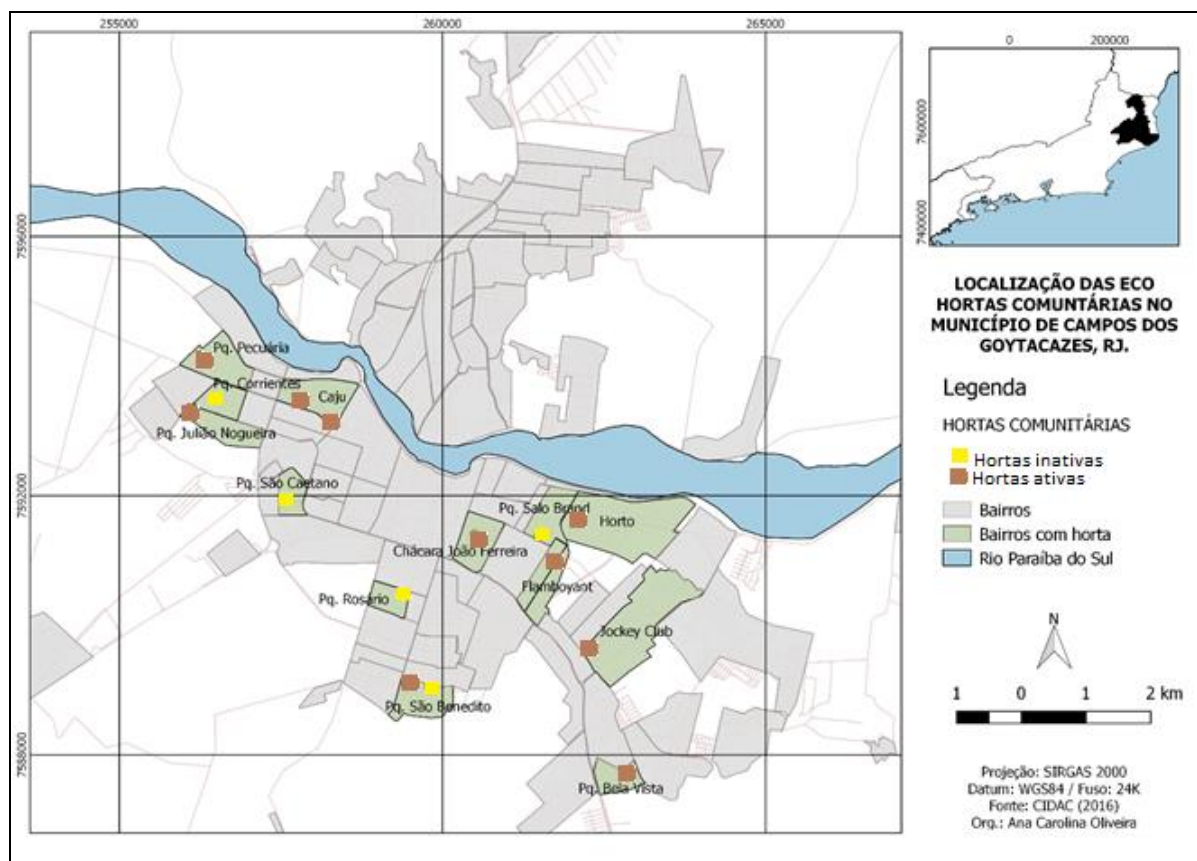 255000
260000
265000
7596000
7592000
7588000
Pq. Pecuária
Pq. Corrientes
Caju
Pq. Julião Nogueira
Pq. São Caetano
Pq. Salo Brand
Horto
Chácara João Ferreira
Flamboyant
Pq. Rosário
Jockey Club
Pq. São Benedito
Pq. Bela Vista
0
200000
7600000
7400000
LOCALIZAÇÃO DAS ECO
HORTAS COMUNTÁRIAS NO
MUNICÍPIO DE CAMPOS DOS
GOYTACAZES, RJ.
Legenda
HORTAS COMUNITÁRIAS
Hortas inativas
Hortas ativas
Bairros
Bairros com horta
Rio Paraíba do Sul
N
1 0 1 2 km
Projeção: SIRGAS 2000
Datum: WGS84 / Fuso: 24K
Fonte: CIDAC (2016)
Org.: Ana Carolina Oliveira